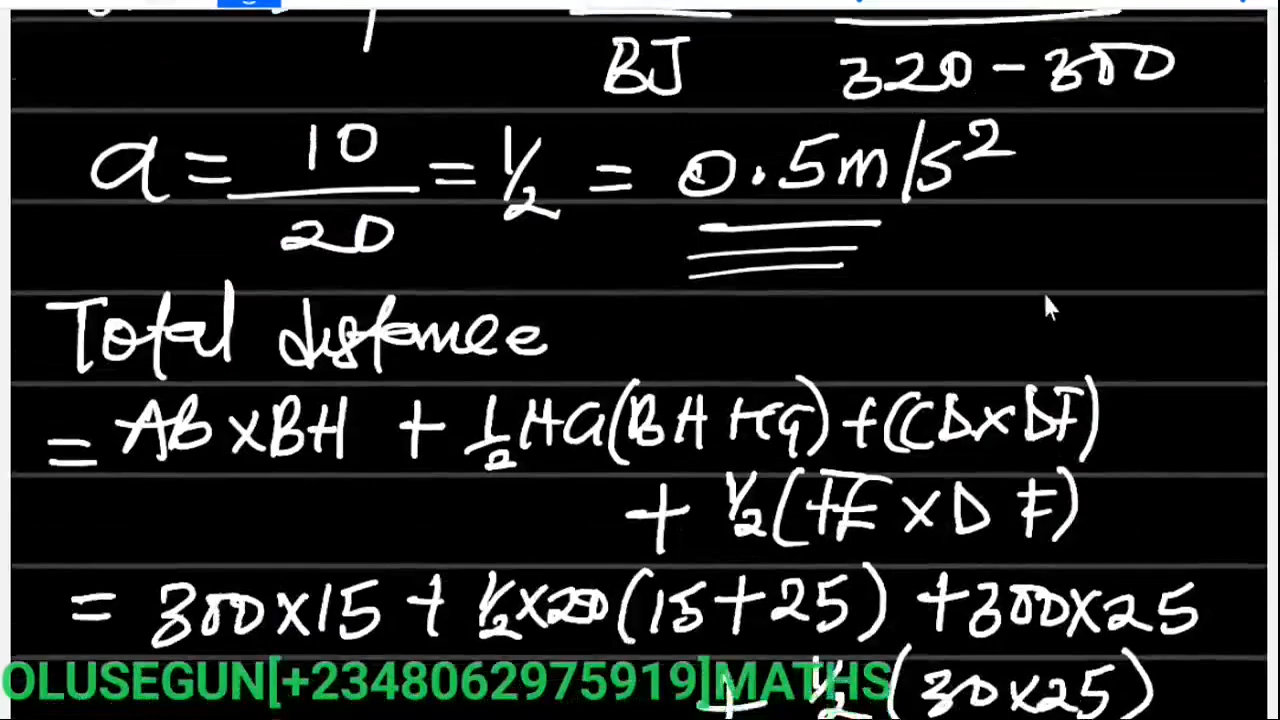 BJ 320 - 300
a = 10/20 = 1/2 = 0.5m/s²
Total distance
= AB x BH + 1/2 HG(BH + CG) + (CD x DF)
+ 1/2 (FE x D F)
= 300 x 15 + 1/2 x 20 (15 + 25) + 300 x 25
+ 1/2 (30 x 25)
OLUSEGUN[+2348062975919]MATHS